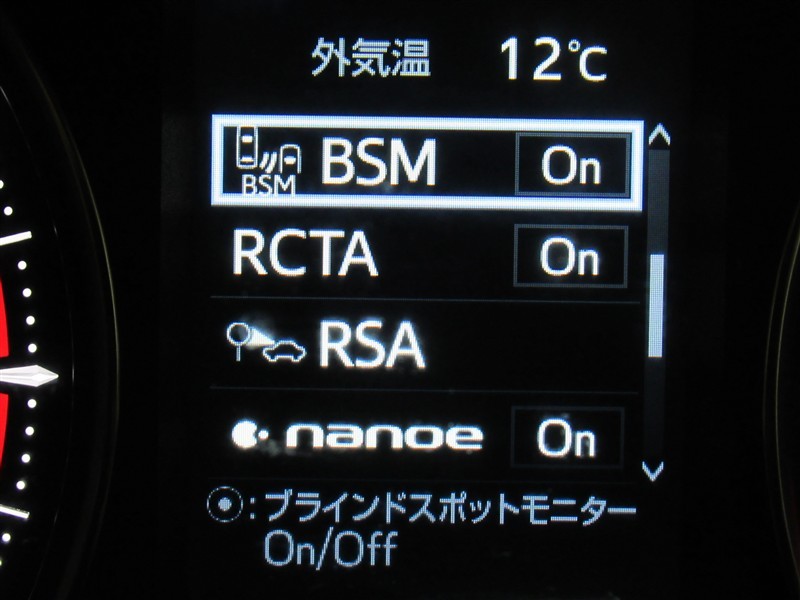 外気温 12℃
BSM BSM On
RCTA On
RSA
nanoe On
:ブラインドスポットモニター
On/Off